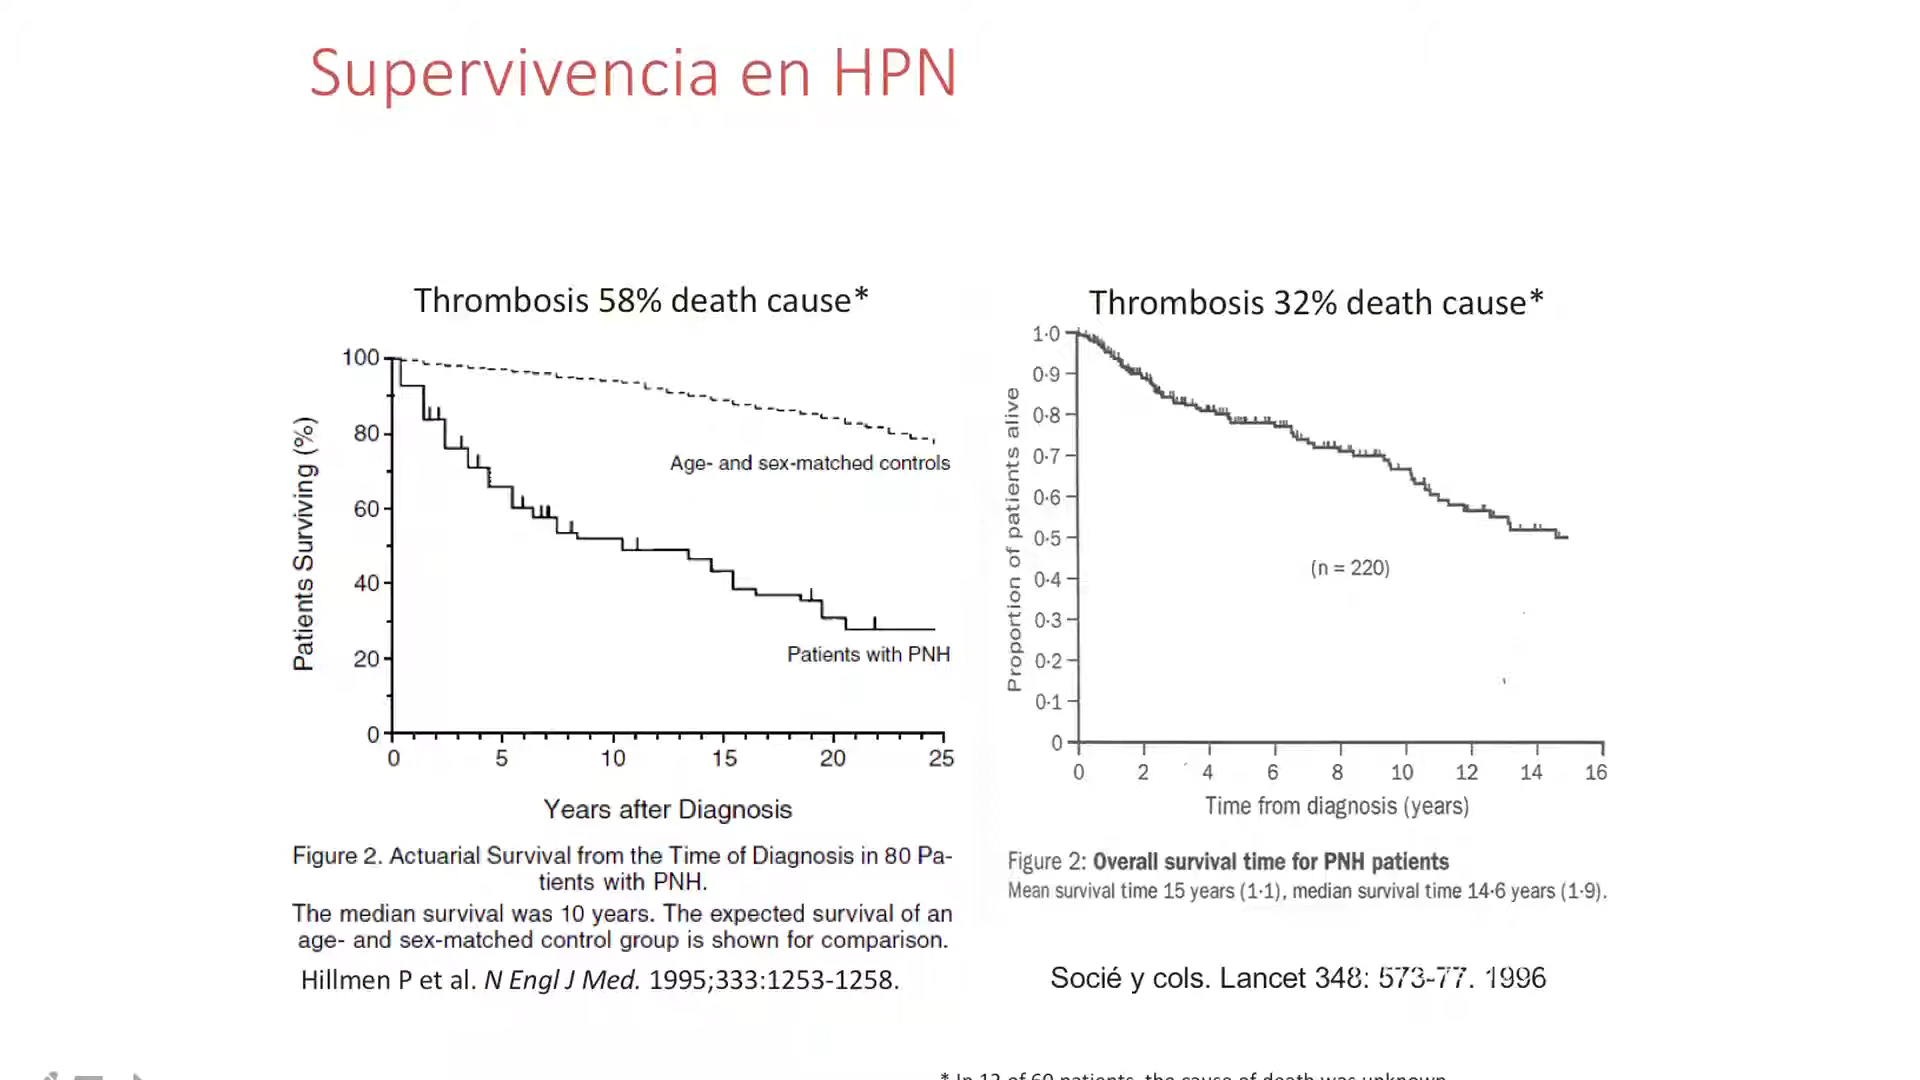 Supervivencia en HPN
Thrombosis 58% death cause*
100
80
60
40
20
0
Patients Surviving (%)
Age- and sex-matched controls
Patients with PNH
0 5 10 15 20 25
Years after Diagnosis
Figure 2. Actuarial Survival from the Time of Diagnosis in 80 Pa-
tients with PNH.
The median survival was 10 years. The expected survival of an
age- and sex-matched control group is shown for comparison.
Hillmen P et al. N Engl J Med. 1995;333:1253-1258.
Thrombosis 32% death cause*
1·0
0·9
0·8
0·7
0·6
0·5
0·4
0·3
0·2
0·1
0
Proportion of patients alive
(n = 220)
0 2 4 6 8 10 12 14 16
Time from diagnosis (years)
Figure 2: Overall survival time for PNH patients
Mean survival time 15 years (1·1), median survival time 14·6 years (1·9).
Socié y cols. Lancet 348: 573-77. 1996
* In 12 of 60 patients, the cause of death was unknown